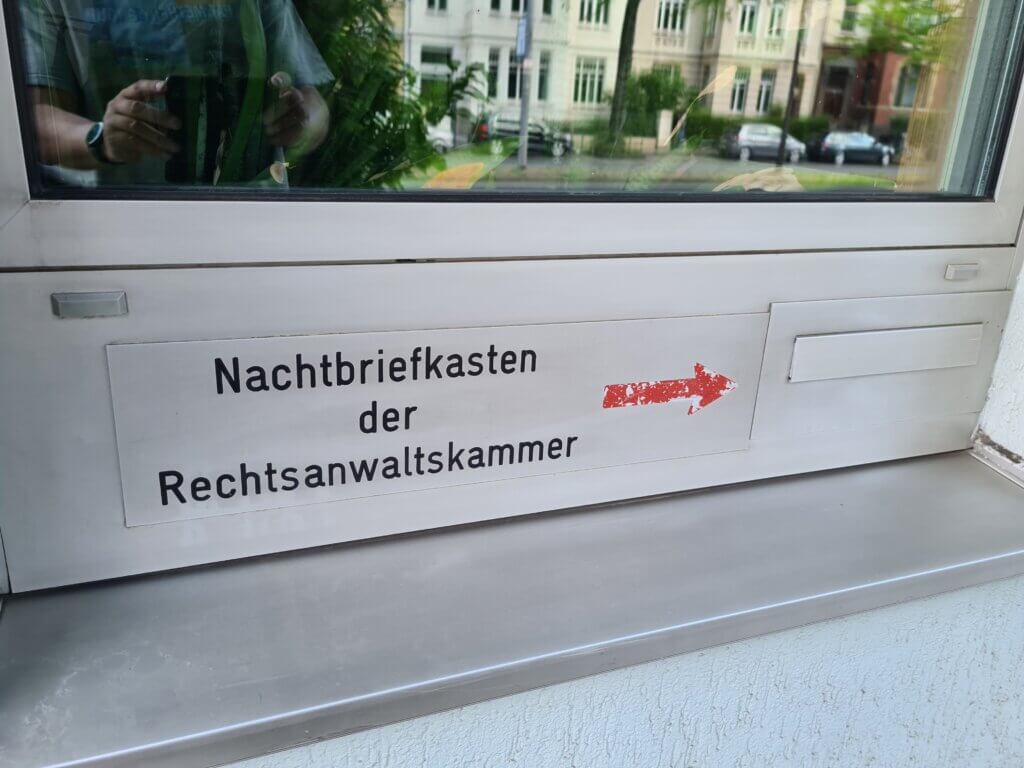 Nachtbriefkasten
der
Rechtsanwaltskammer